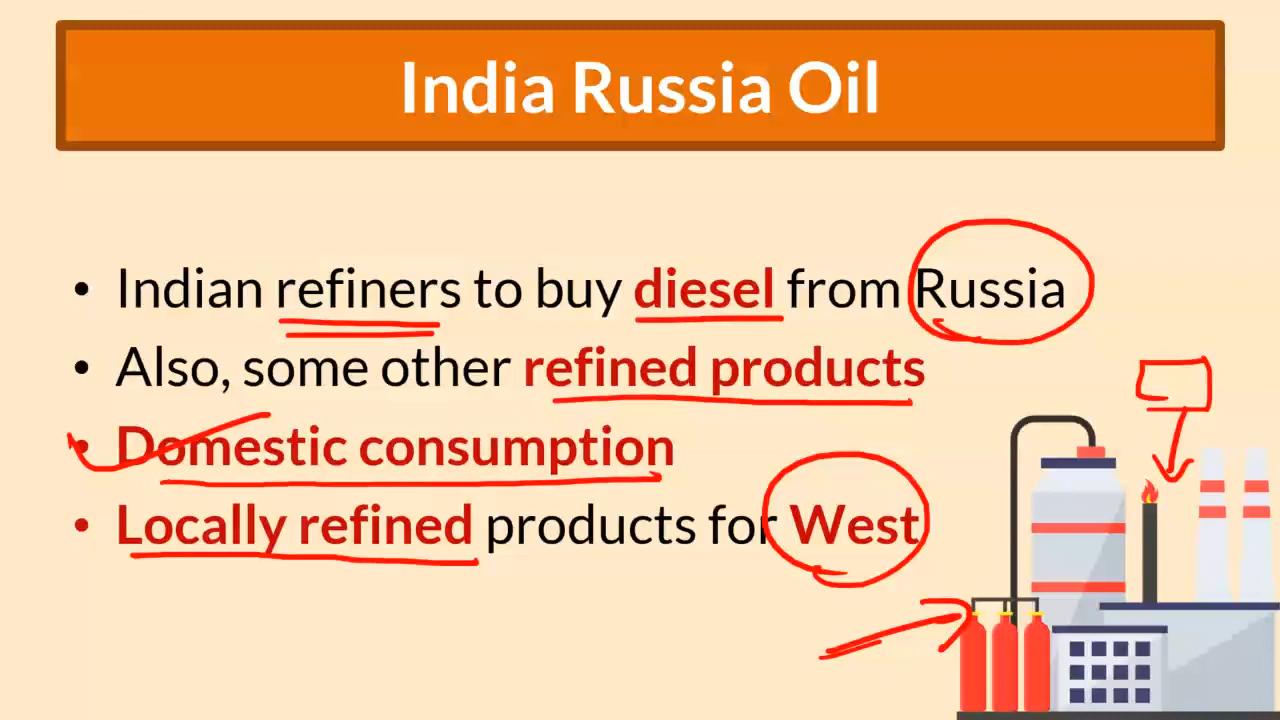 India Russia Oil
• Indian refiners to buy diesel from Russia
• Also, some other refined products
• Domestic consumption
• Locally refined products for West